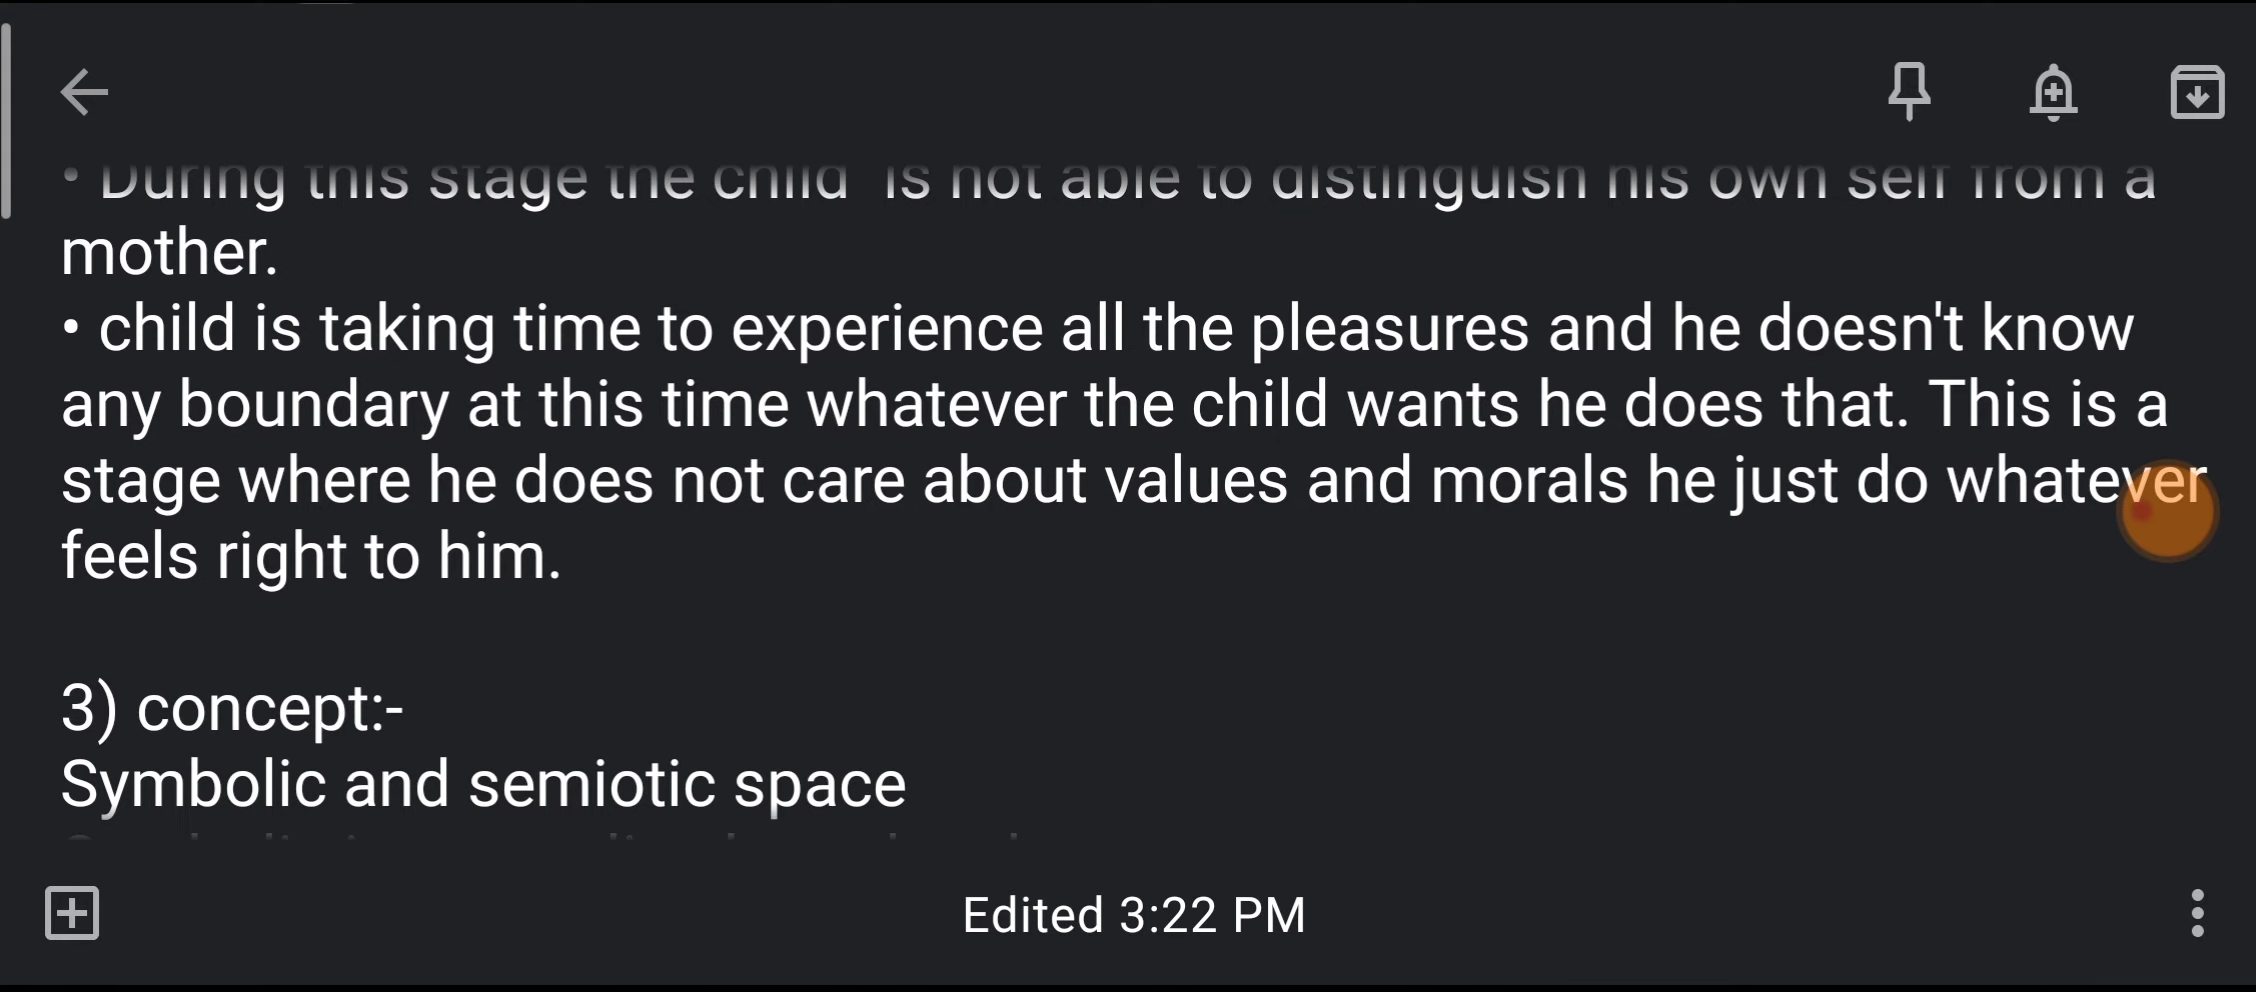 • During this stage the child  is not able to distinguish his own self from a
mother.
• child is taking time to experience all the pleasures and he doesn't know
any boundary at this time whatever the child wants he does that. This is a
stage where he does not care about values and morals he just do whatever
feels right to him.
3) concept:-
Symbolic and semiotic space
Edited 3:22 PM